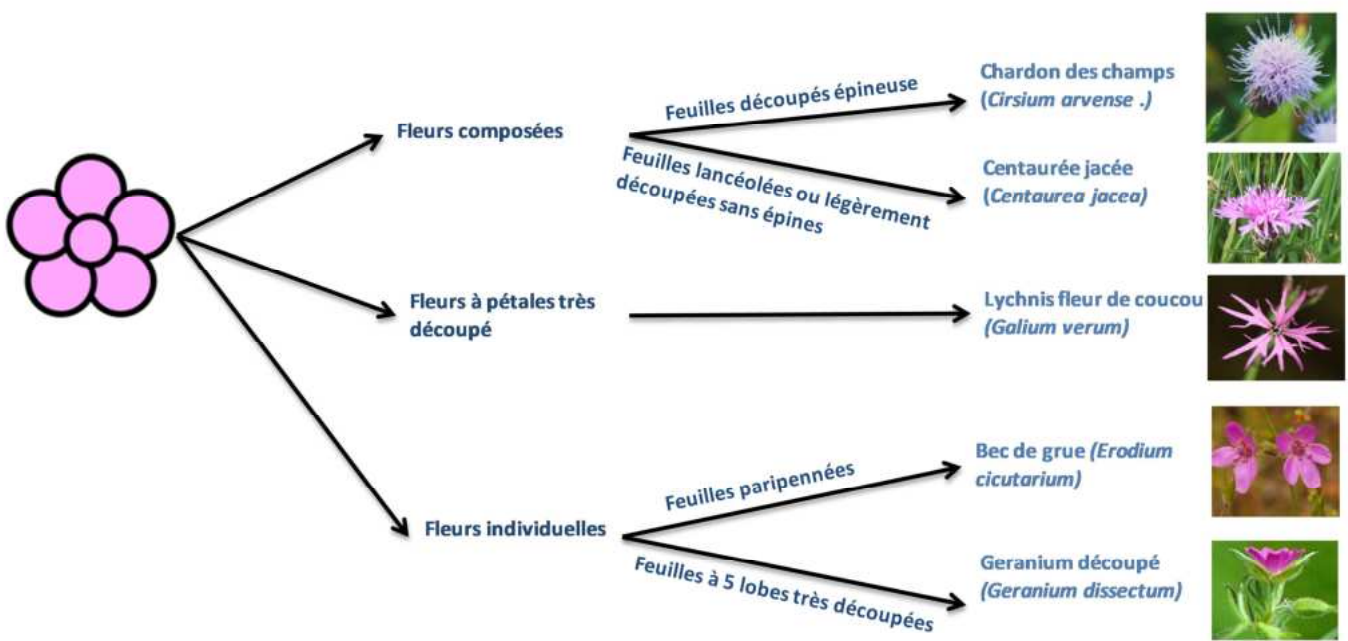 Fleurs composées
Feuilles découpés épineuse
Chardon des champs
(Cirsium arvense .)
Feuilles lancéolées ou légèrement
découpées sans épines
Centaurée jacée
(Centaurea jacea)
Fleurs à pétales très
découpé
Lychnis fleur de coucou
(Galium verum)
Fleurs individuelles
Feuilles paripennées
Bec de grue (Erodium
cicutarium)
Feuilles à 5 lobes très découpées
Geranium découpé
(Geranium dissectum)